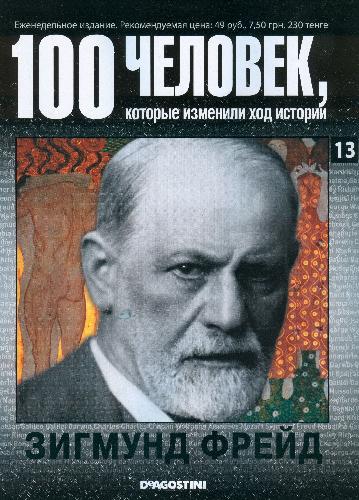 Еженедельное издание. Рекомендуемая цена: 49 руб., 7,50 грн, 230 тенге
100 ЧЕЛОВЕК,
которые изменили ход истории
13
ЗИГМУНД ФРЕЙД
DEAGOSTINI